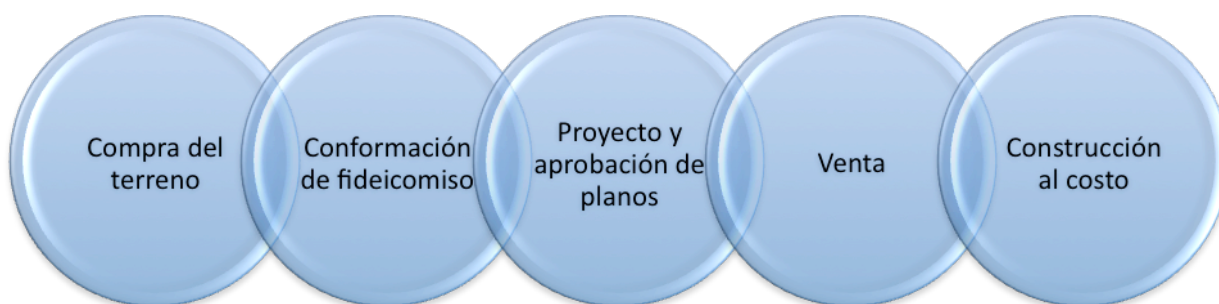 Compra del
terreno
Conformación
de fideicomiso
Proyecto y
aprobación de
planos
Venta
Construcción
al costo